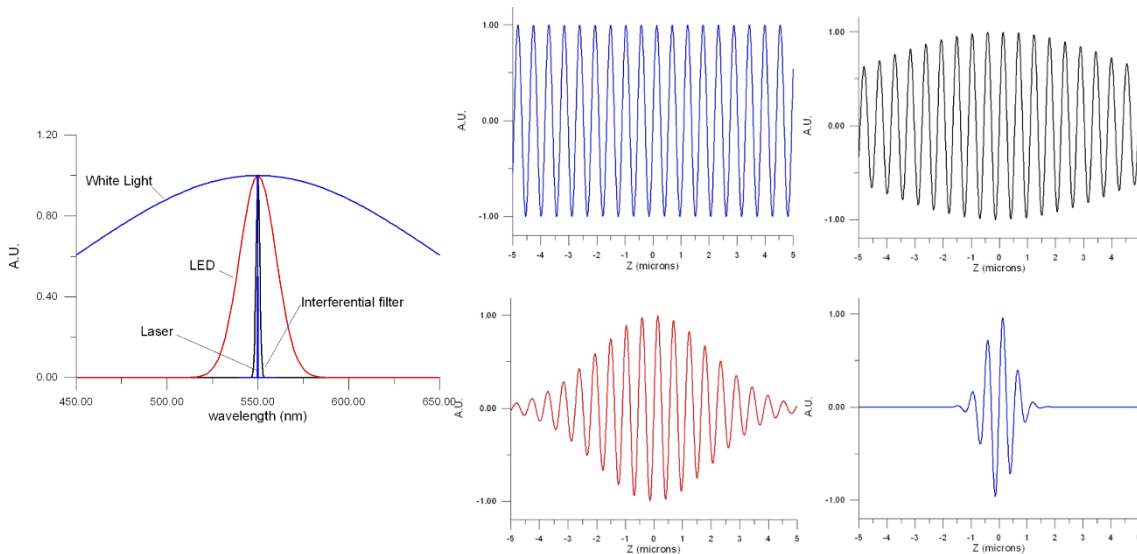 1.20
0.80
0.40
0.00
A.U.
White Light
LED
Laser
Interferential filter
450.00 500.00 550.00 600.00 650.00
wavelength (nm)
1.00
0.00
-1.00
A.U.
-5 -4 -3 -2 -1 0 1 2 3 4 5
Z (microns)
1.00
0.00
-1.00
A.U.
-5 -4 -3 -2 -1 0 1 2 3 4
Z (microns)
1.00
0.00
-1.00
A.U.
-5 -4 -3 -2 -1 0 1 2 3 4 5
Z (microns)
1.00
0.00
-1.00
A.U.
-5 -4 -3 -2 -1 0 1 2 3 4
Z (microns)